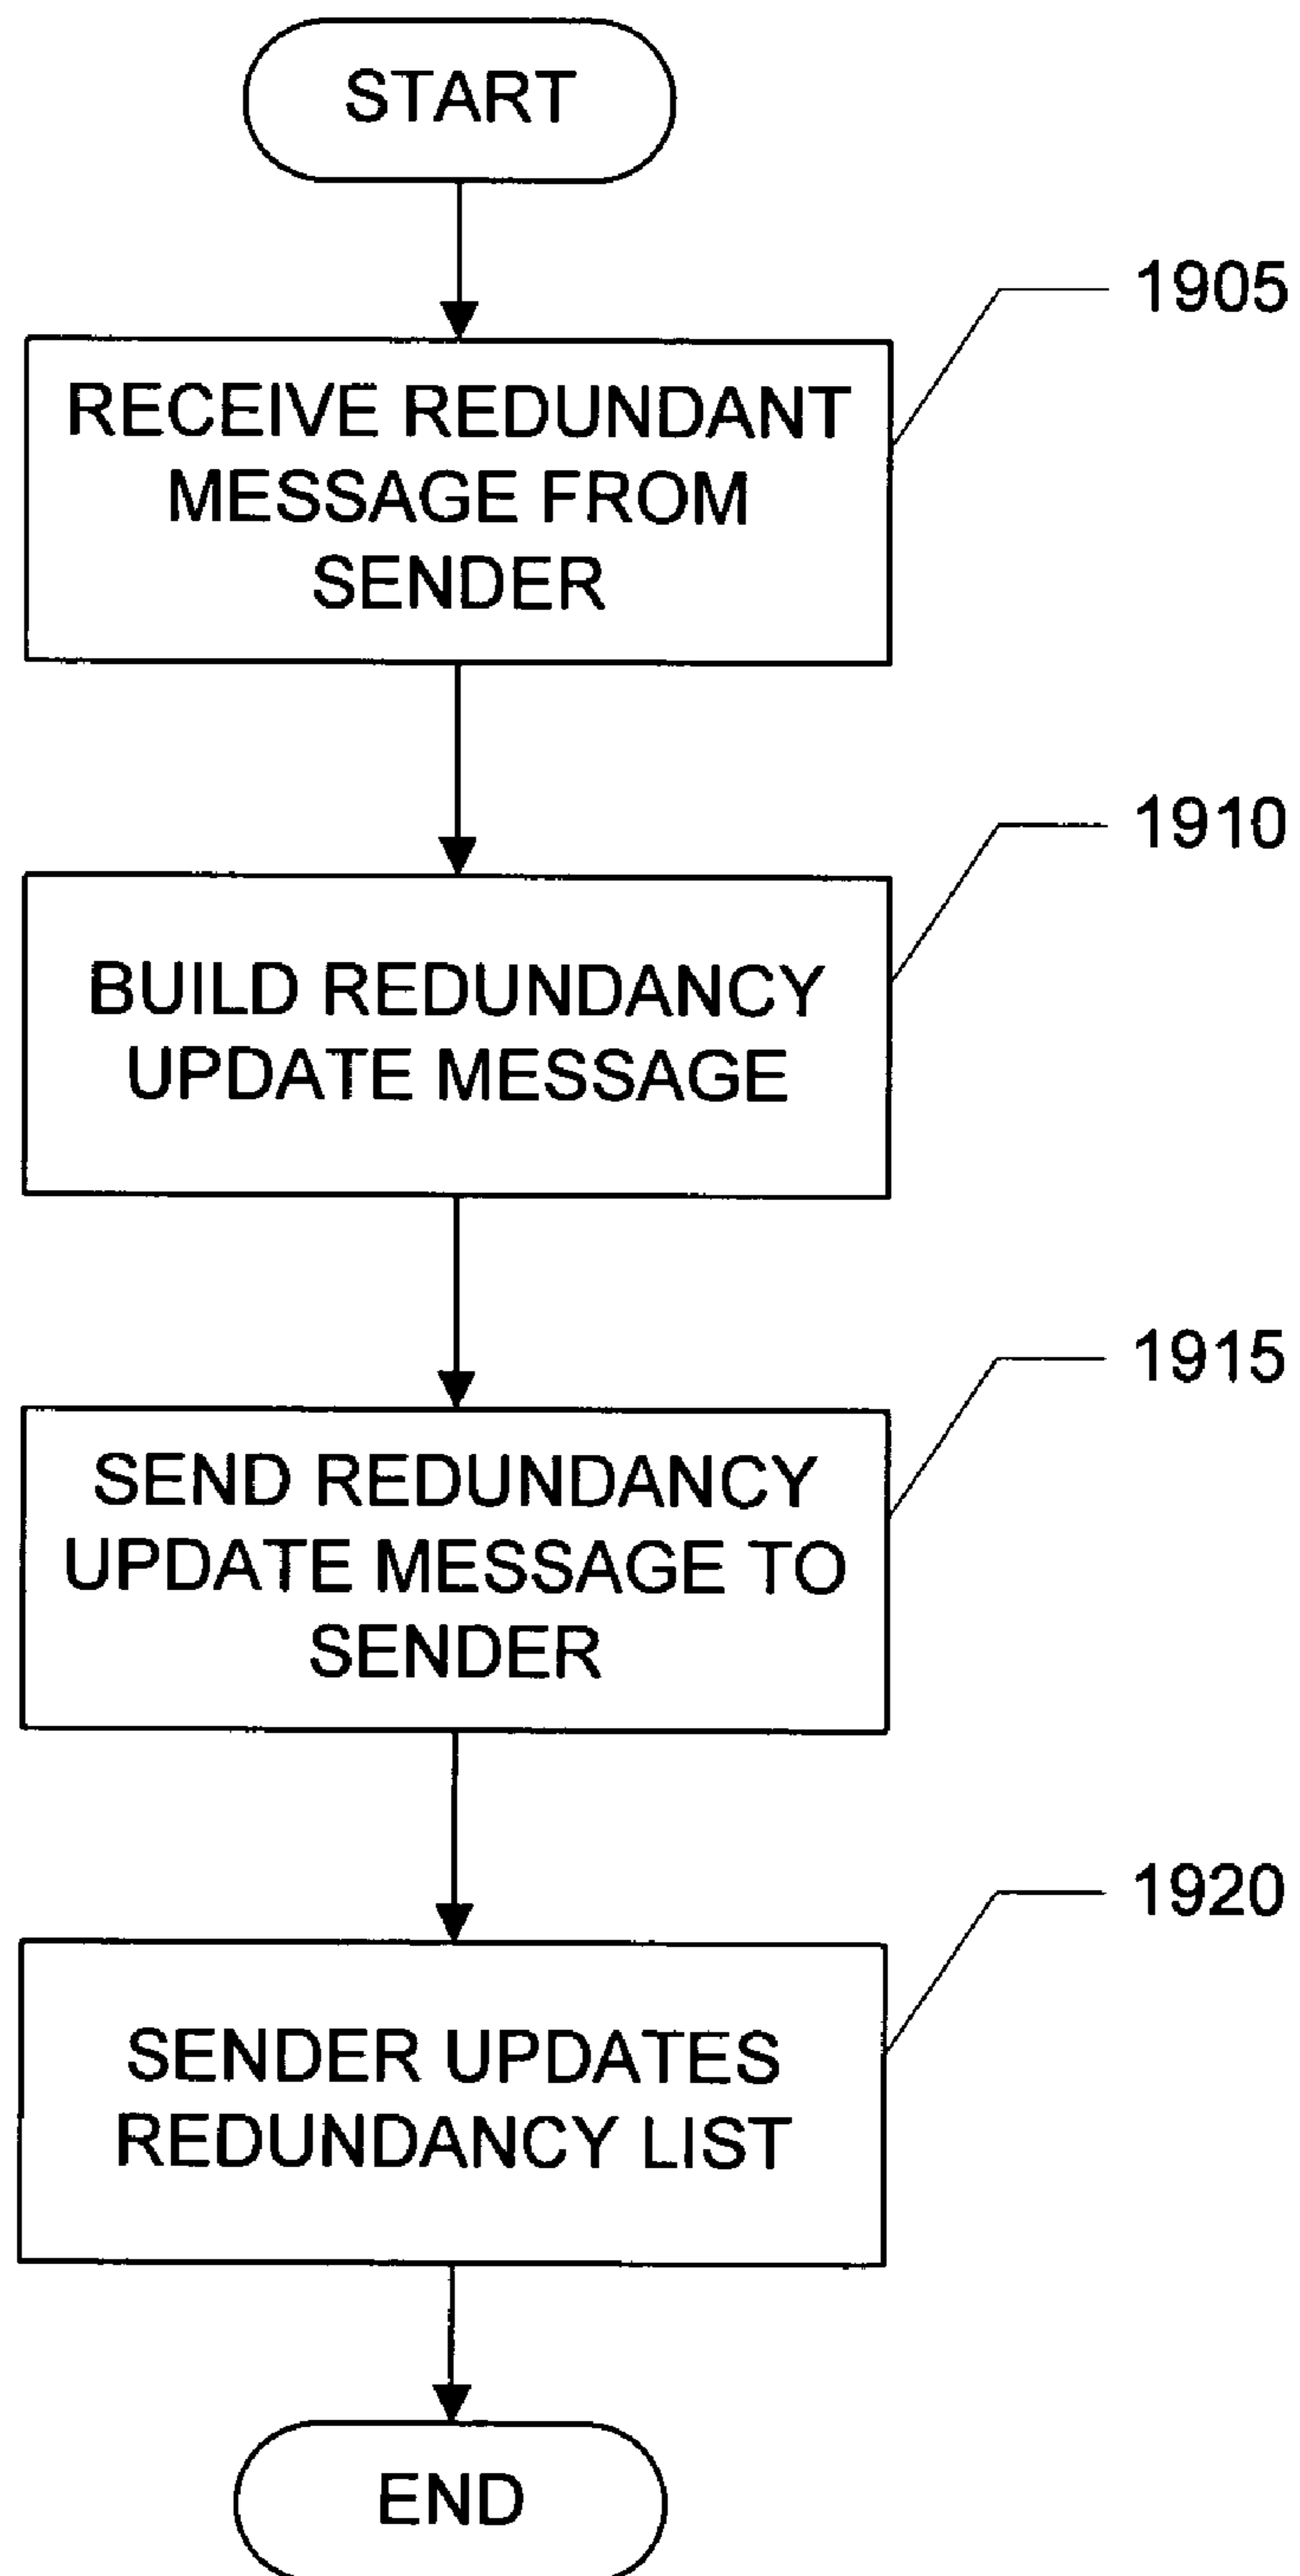 START
1905
RECEIVE REDUNDANT
MESSAGE FROM
SENDER
1910
BUILD REDUNDANCY
UPDATE MESSAGE
1915
SEND REDUNDANCY
UPDATE MESSAGE TO
SENDER
1920
SENDER UPDATES
REDUNDANCY LIST
END